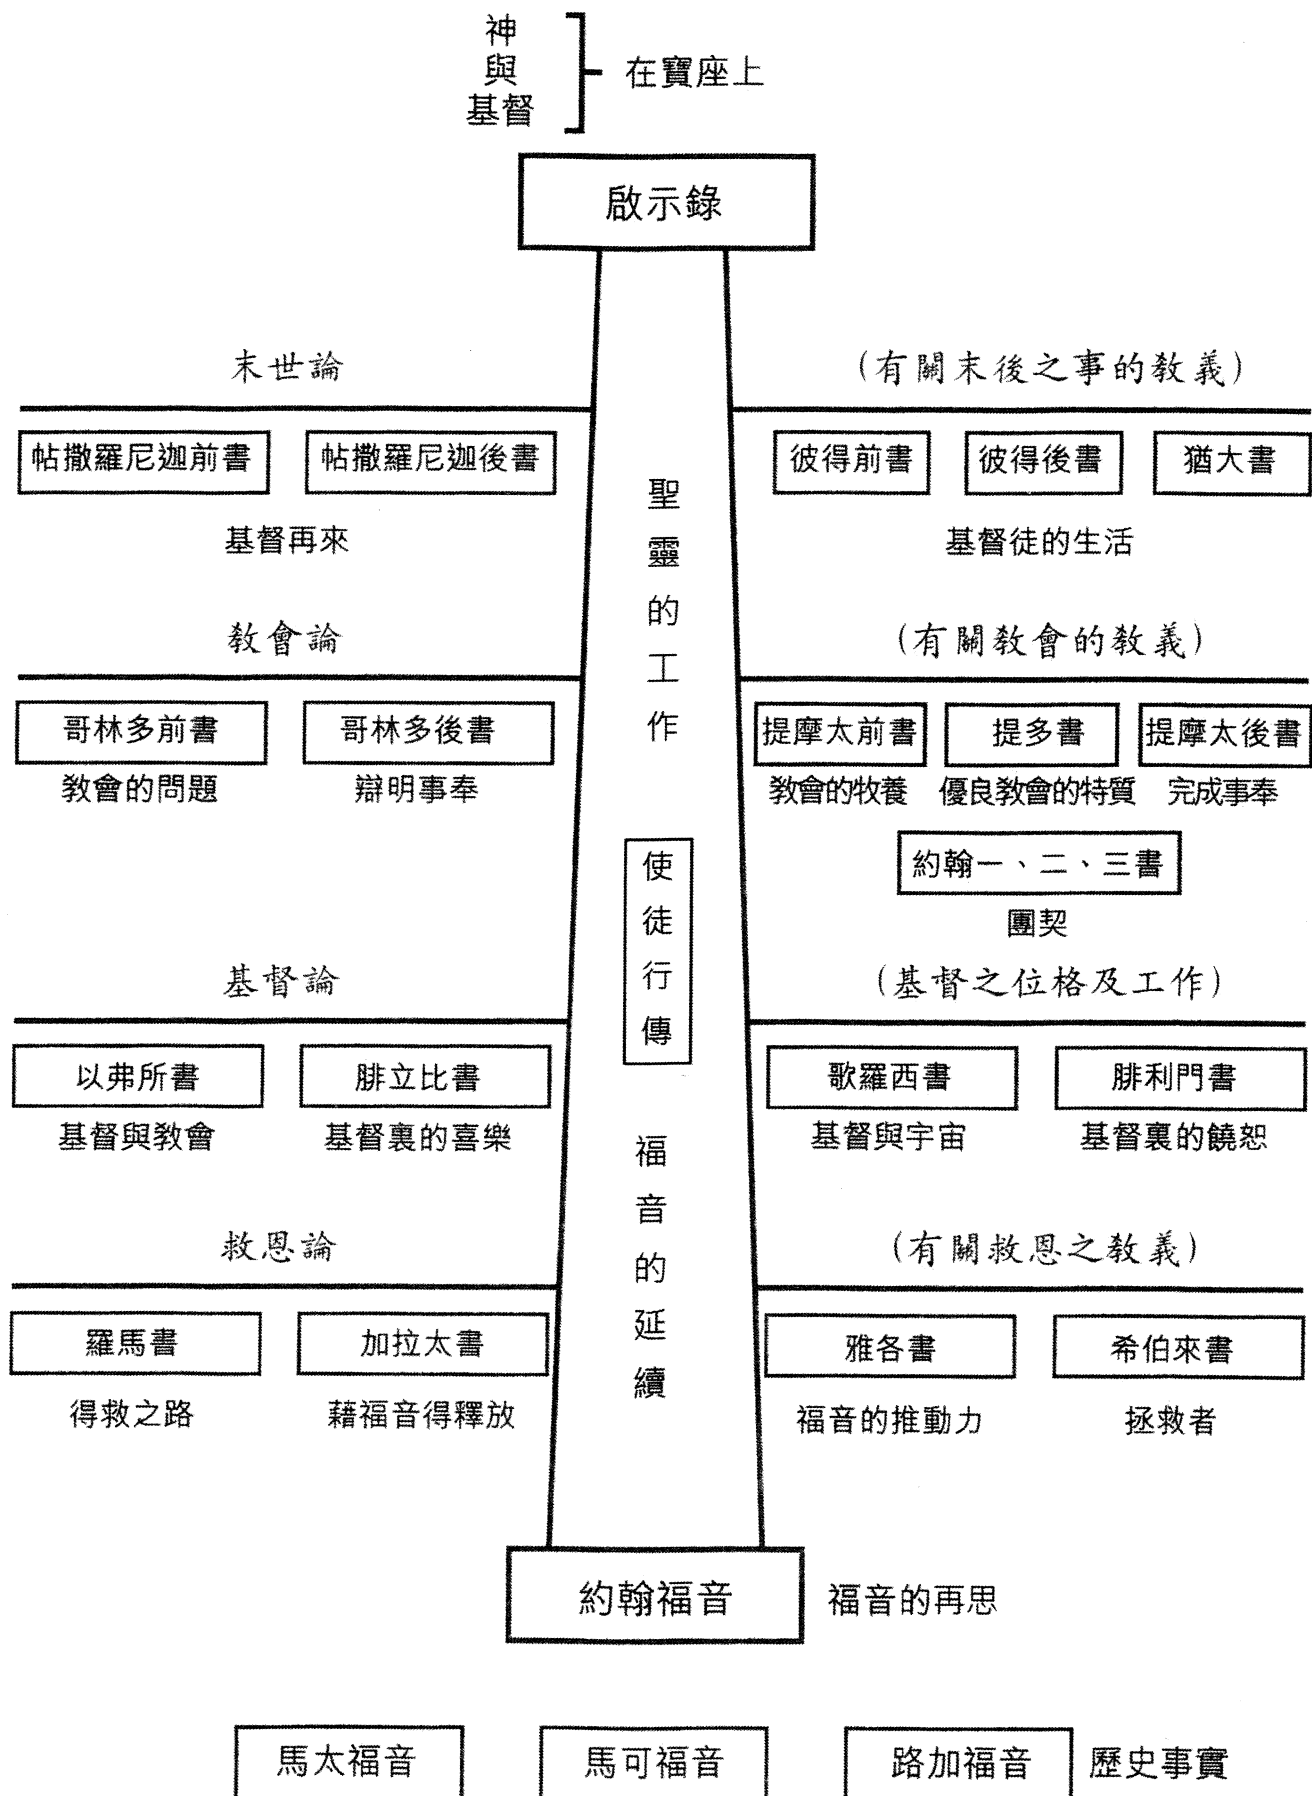 神
與
基督
在寶座上
啟示錄
末世論
(有關末後之事的教義)
帖撒羅尼迦前書 帖撒羅尼迦後書 彼得前書 彼得後書 猶大書
基督再來 基督徒的生活
聖靈的工作
教會論
(有關教會的教義)
哥林多前書 哥林多後書 提摩太前書 提多書 提摩太後書
教會的問題 辯明事奉 教會的牧養 優良教會的特質 完成事奉
約翰一、二、三書
團契
使徒行傳
基督論
(基督之位格及工作)
以弗所書 腓立比書 歌羅西書 腓利門書
基督與教會 基督裏的喜樂 基督與宇宙 基督裏的饒恕
福音的延續
救恩論
(有關救恩之教義)
羅馬書 加拉太書 雅各書 希伯來書
得救之路 藉福音得釋放 福音的推動力 拯救者
約翰福音 福音的再思
馬太福音 馬可福音 路加福音 歷史事實